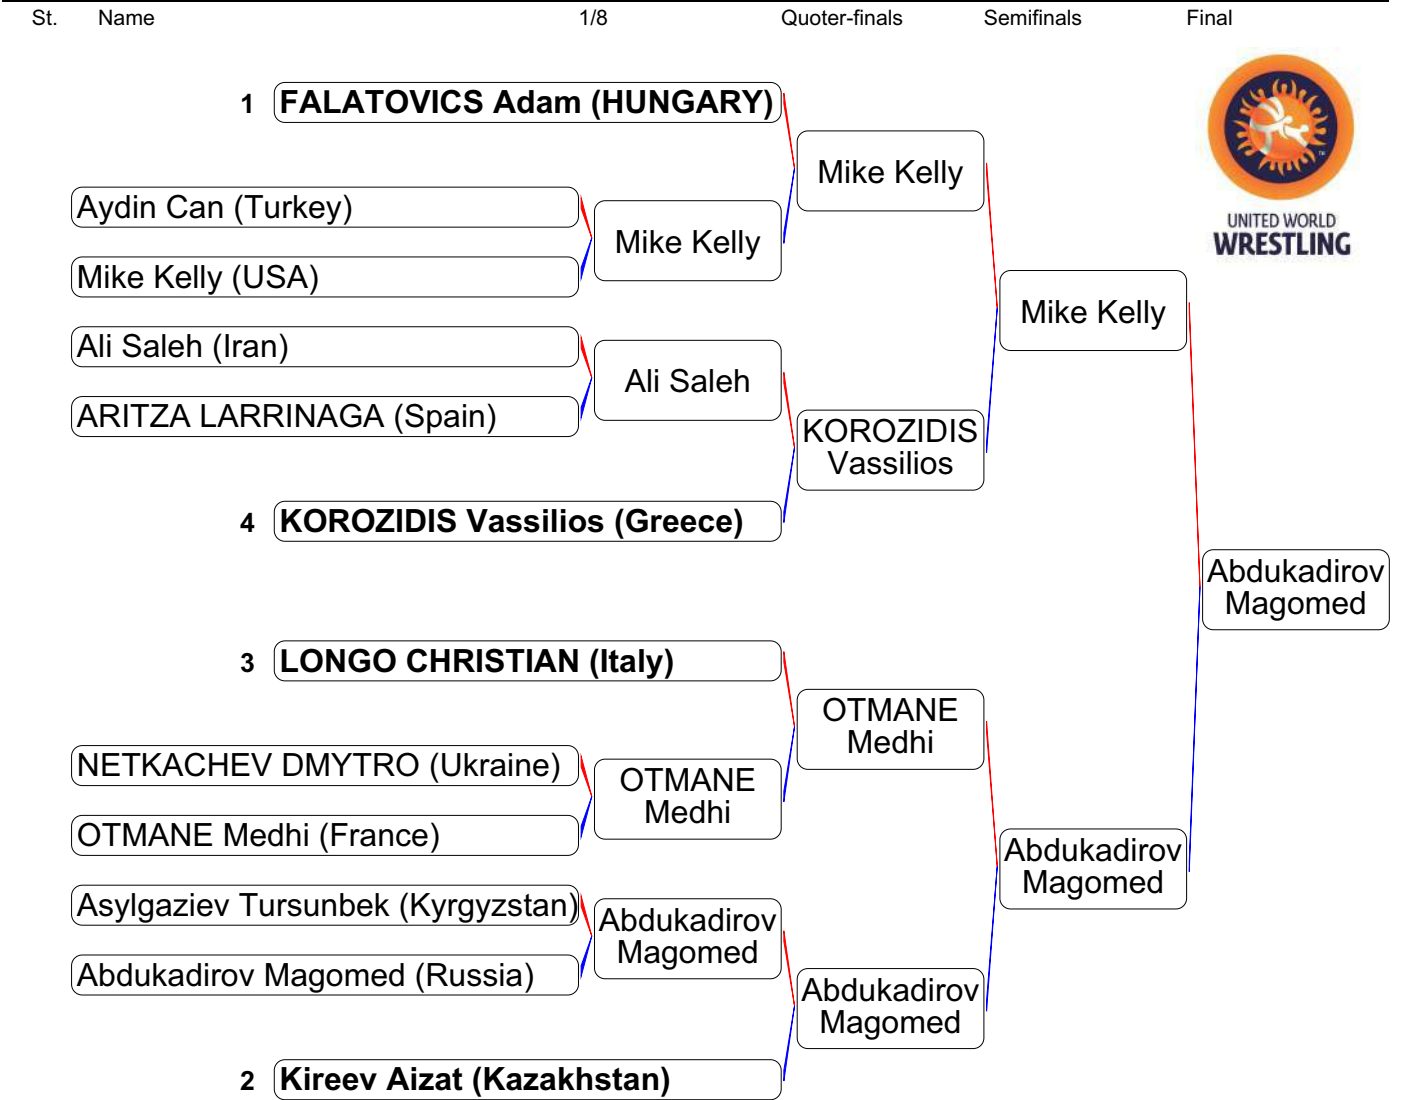 St. Name 1/8 Quoter-finals Semifinals Final
1 FALATOVICS Adam (HUNGARY)
Mike Kelly
Aydin Can (Turkey)
Mike Kelly
Mike Kelly (USA)
UNITED WORLD
WRESTLING
Mike Kelly
Ali Saleh (Iran)
Ali Saleh
ARITZA LARRINAGA (Spain)
KOROZIDIS
Vassilios
4 KOROZIDIS Vassilios (Greece)
Abdukadirov
Magomed
3 LONGO CHRISTIAN (Italy)
OTMANE
Medhi
NETKACHEV DMYTRO (Ukraine)
OTMANE
Medhi
OTMANE Medhi (France)
Abdukadirov
Magomed
Asylgaziev Tursunbek (Kyrgyzstan)
Abdukadirov
Magomed
Abdukadirov Magomed (Russia)
Abdukadirov
Magomed
2 Kireev Aizat (Kazakhstan)